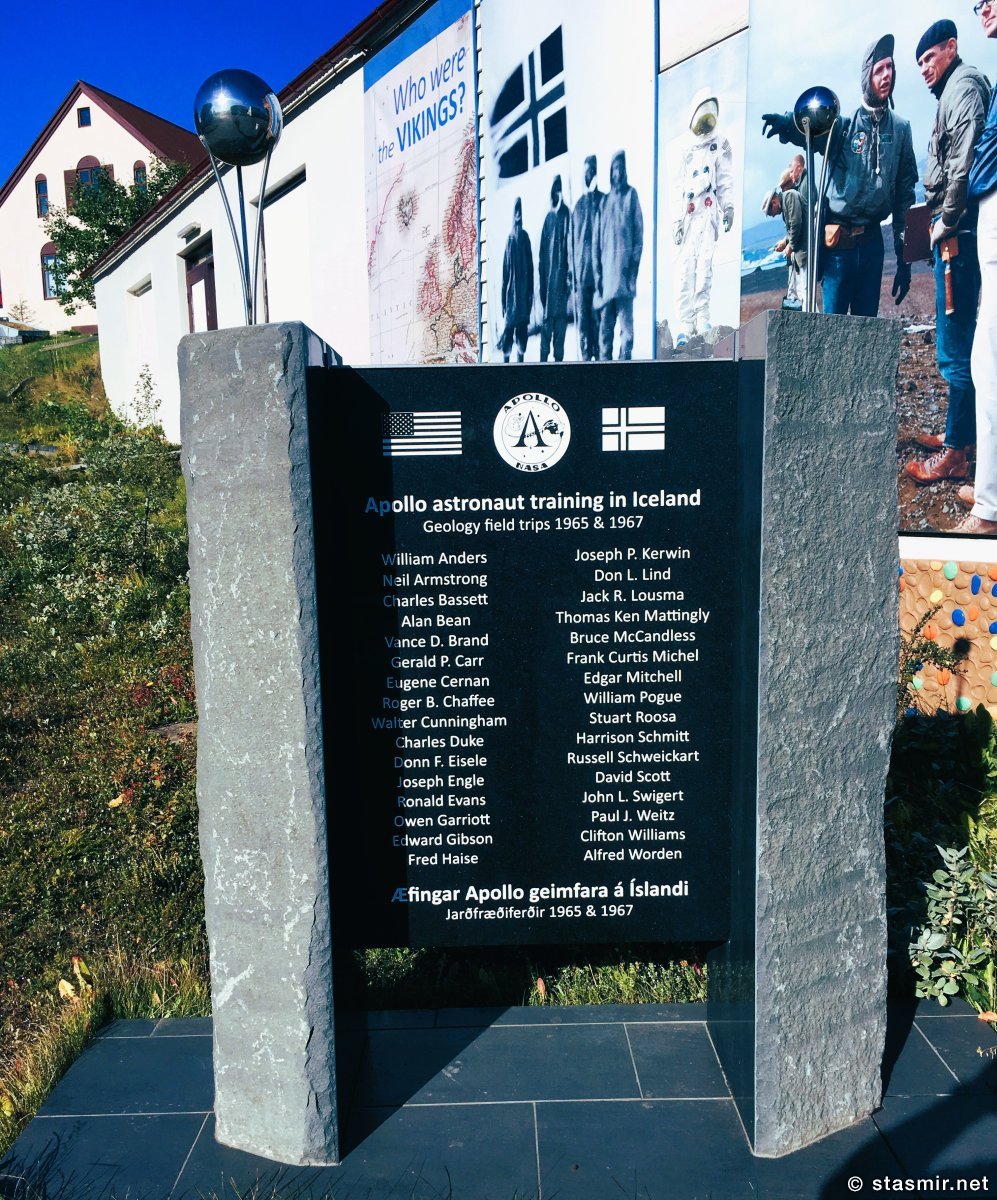 Who were
the VIKINGS?
APOLLO
A
NASA
Apollo astronaut training in Iceland
Geology field trips 1965 & 1967
William Anders
Neil Armstrong
Charles Bassett
Alan Bean
Vance D. Brand
Gerald P. Carr
Eugene Cernan
Roger B. Chaffee
Walter Cunningham
Charles Duke
Donn F. Eisele
Joseph Engle
Ronald Evans
Owen Garriott
Edward Gibson
Fred Haise
Joseph P. Kerwin
Don L. Lind
Jack R. Lousma
Thomas Ken Mattingly
Bruce McCandless
Frank Curtis Michel
Edgar Mitchell
William Pogue
Stuart Roosa
Harrison Schmitt
Russell Schweickart
David Scott
John L. Swigert
Paul J. Weitz
Clifton Williams
Alfred Worden
Æfingar Apollo geimfara á Íslandi
Jarðfræðiferðir 1965 & 1967
© stasmir.net